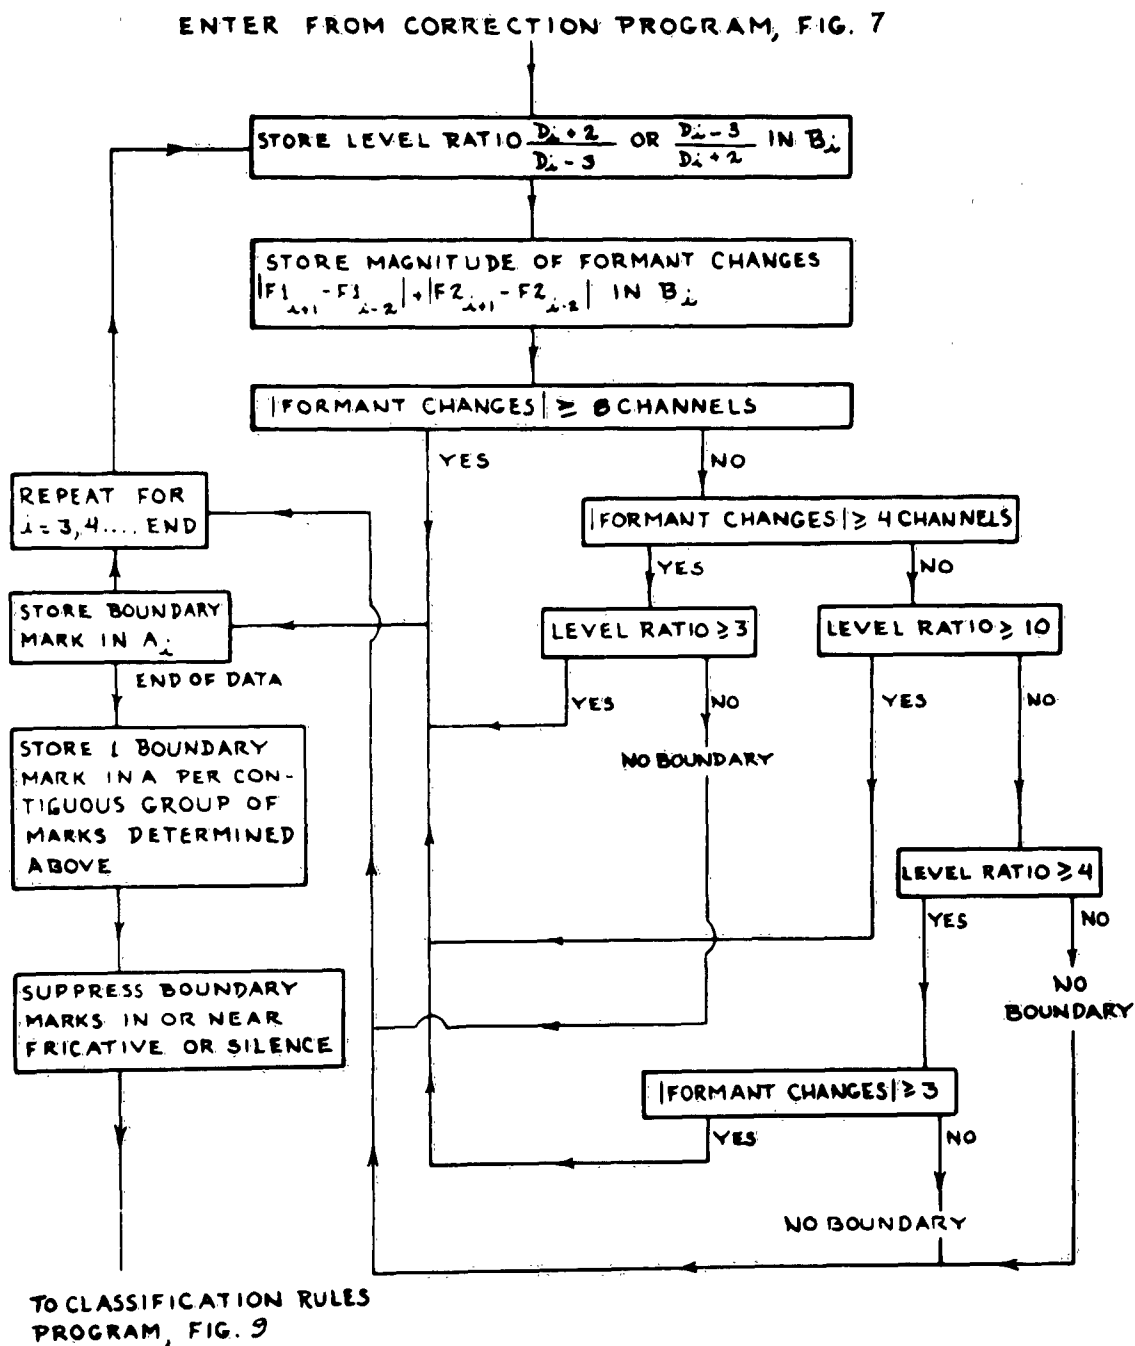 ENTER FROM CORRECTION PROGRAM, FIG. 7
STORE LEVEL RATIO Di+2/Di-3 OR Di-3/Di+2 IN Bi
STORE MAGNITUDE OF FORMANT CHANGES
|F1i+1 - F1i-2| + |F2i+1 - F2i-2| IN Bi
|FORMANT CHANGES| ≥ 8 CHANNELS
YES
NO
REPEAT FOR
i = 3, 4 .... END
|FORMANT CHANGES| ≥ 4 CHANNELS
YES
NO
STORE BOUNDARY
MARK IN Ai
LEVEL RATIO ≥ 3
LEVEL RATIO ≥ 10
END OF DATA
YES
NO
YES
NO
STORE 1 BOUNDARY
MARK IN A PER CON-
TIGUOUS GROUP OF
MARKS DETERMINED
ABOVE
NO BOUNDARY
LEVEL RATIO ≥ 4
YES
NO
SUPPRESS BOUNDARY
MARKS IN OR NEAR
FRICATIVE OR SILENCE
NO
BOUNDARY
|FORMANT CHANGES| ≥ 3
YES
NO
NO BOUNDARY
TO CLASSIFICATION RULES
PROGRAM, FIG. 9